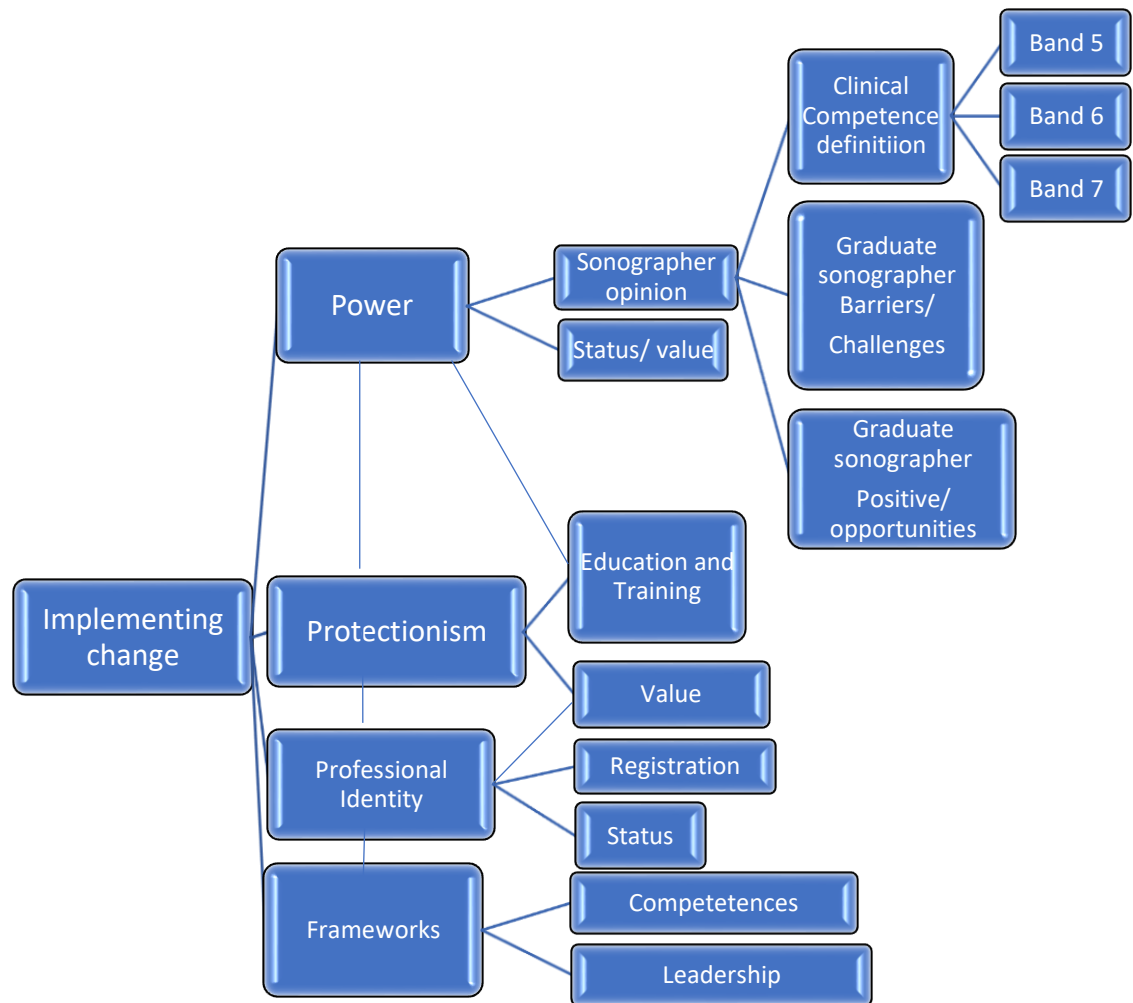 Implementing
change
Power
Protectionism
Professional
Identity
Frameworks
Sonographer
opinion
Status/ value
Education and
Training
Value
Registration
Status
Competetences
Leadership
Clinical
Competence
definitiion
Graduate
sonographer
Barriers/
Challenges
Graduate
sonographer
Positive/
opportunities
Band 5
Band 6
Band 7